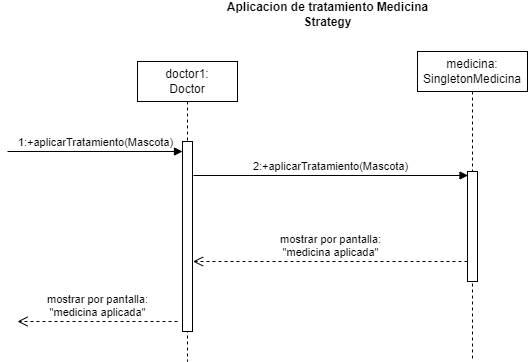 Aplicacion de tratamiento Medicina
Strategy
doctor1:
Doctor
medicina:
SingletonMedicina
1:+aplicarTratamiento(Mascota)
2:+aplicarTratamiento(Mascota)
mostrar por pantalla:
"medicina aplicada"
mostrar por pantalla:
"medicina aplicada"